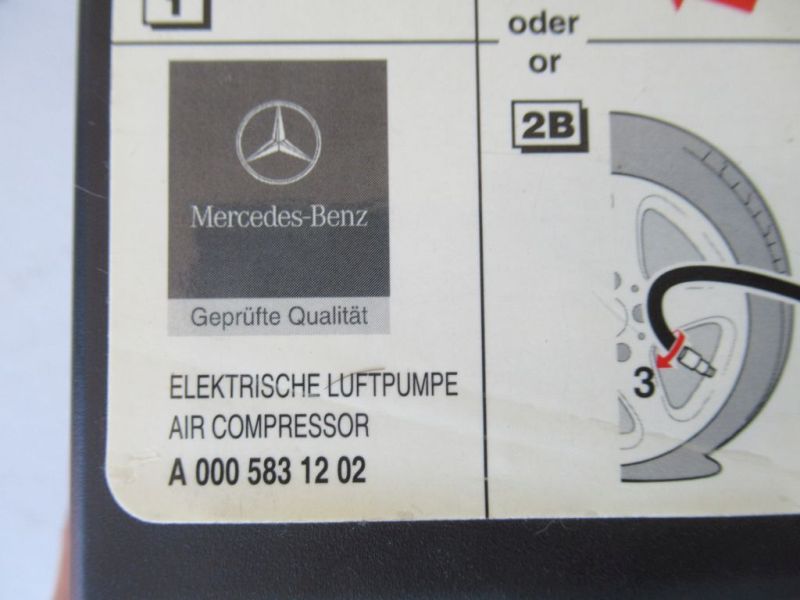 1
oder
or
2B
Mercedes-Benz
Geprüfte Qualität
3
ELEKTRISCHE LUFTPUMPE
AIR COMPRESSOR
A 000 583 12 02